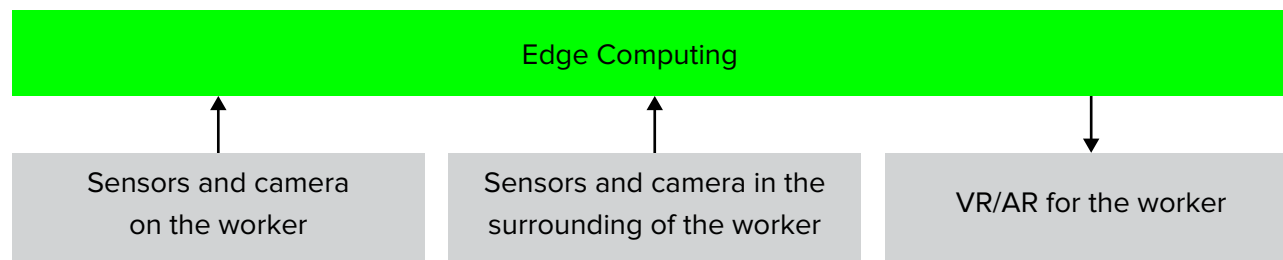 Edge Computing
Sensors and camera
on the worker
Sensors and camera in the
surrounding of the worker
VR/AR for the worker